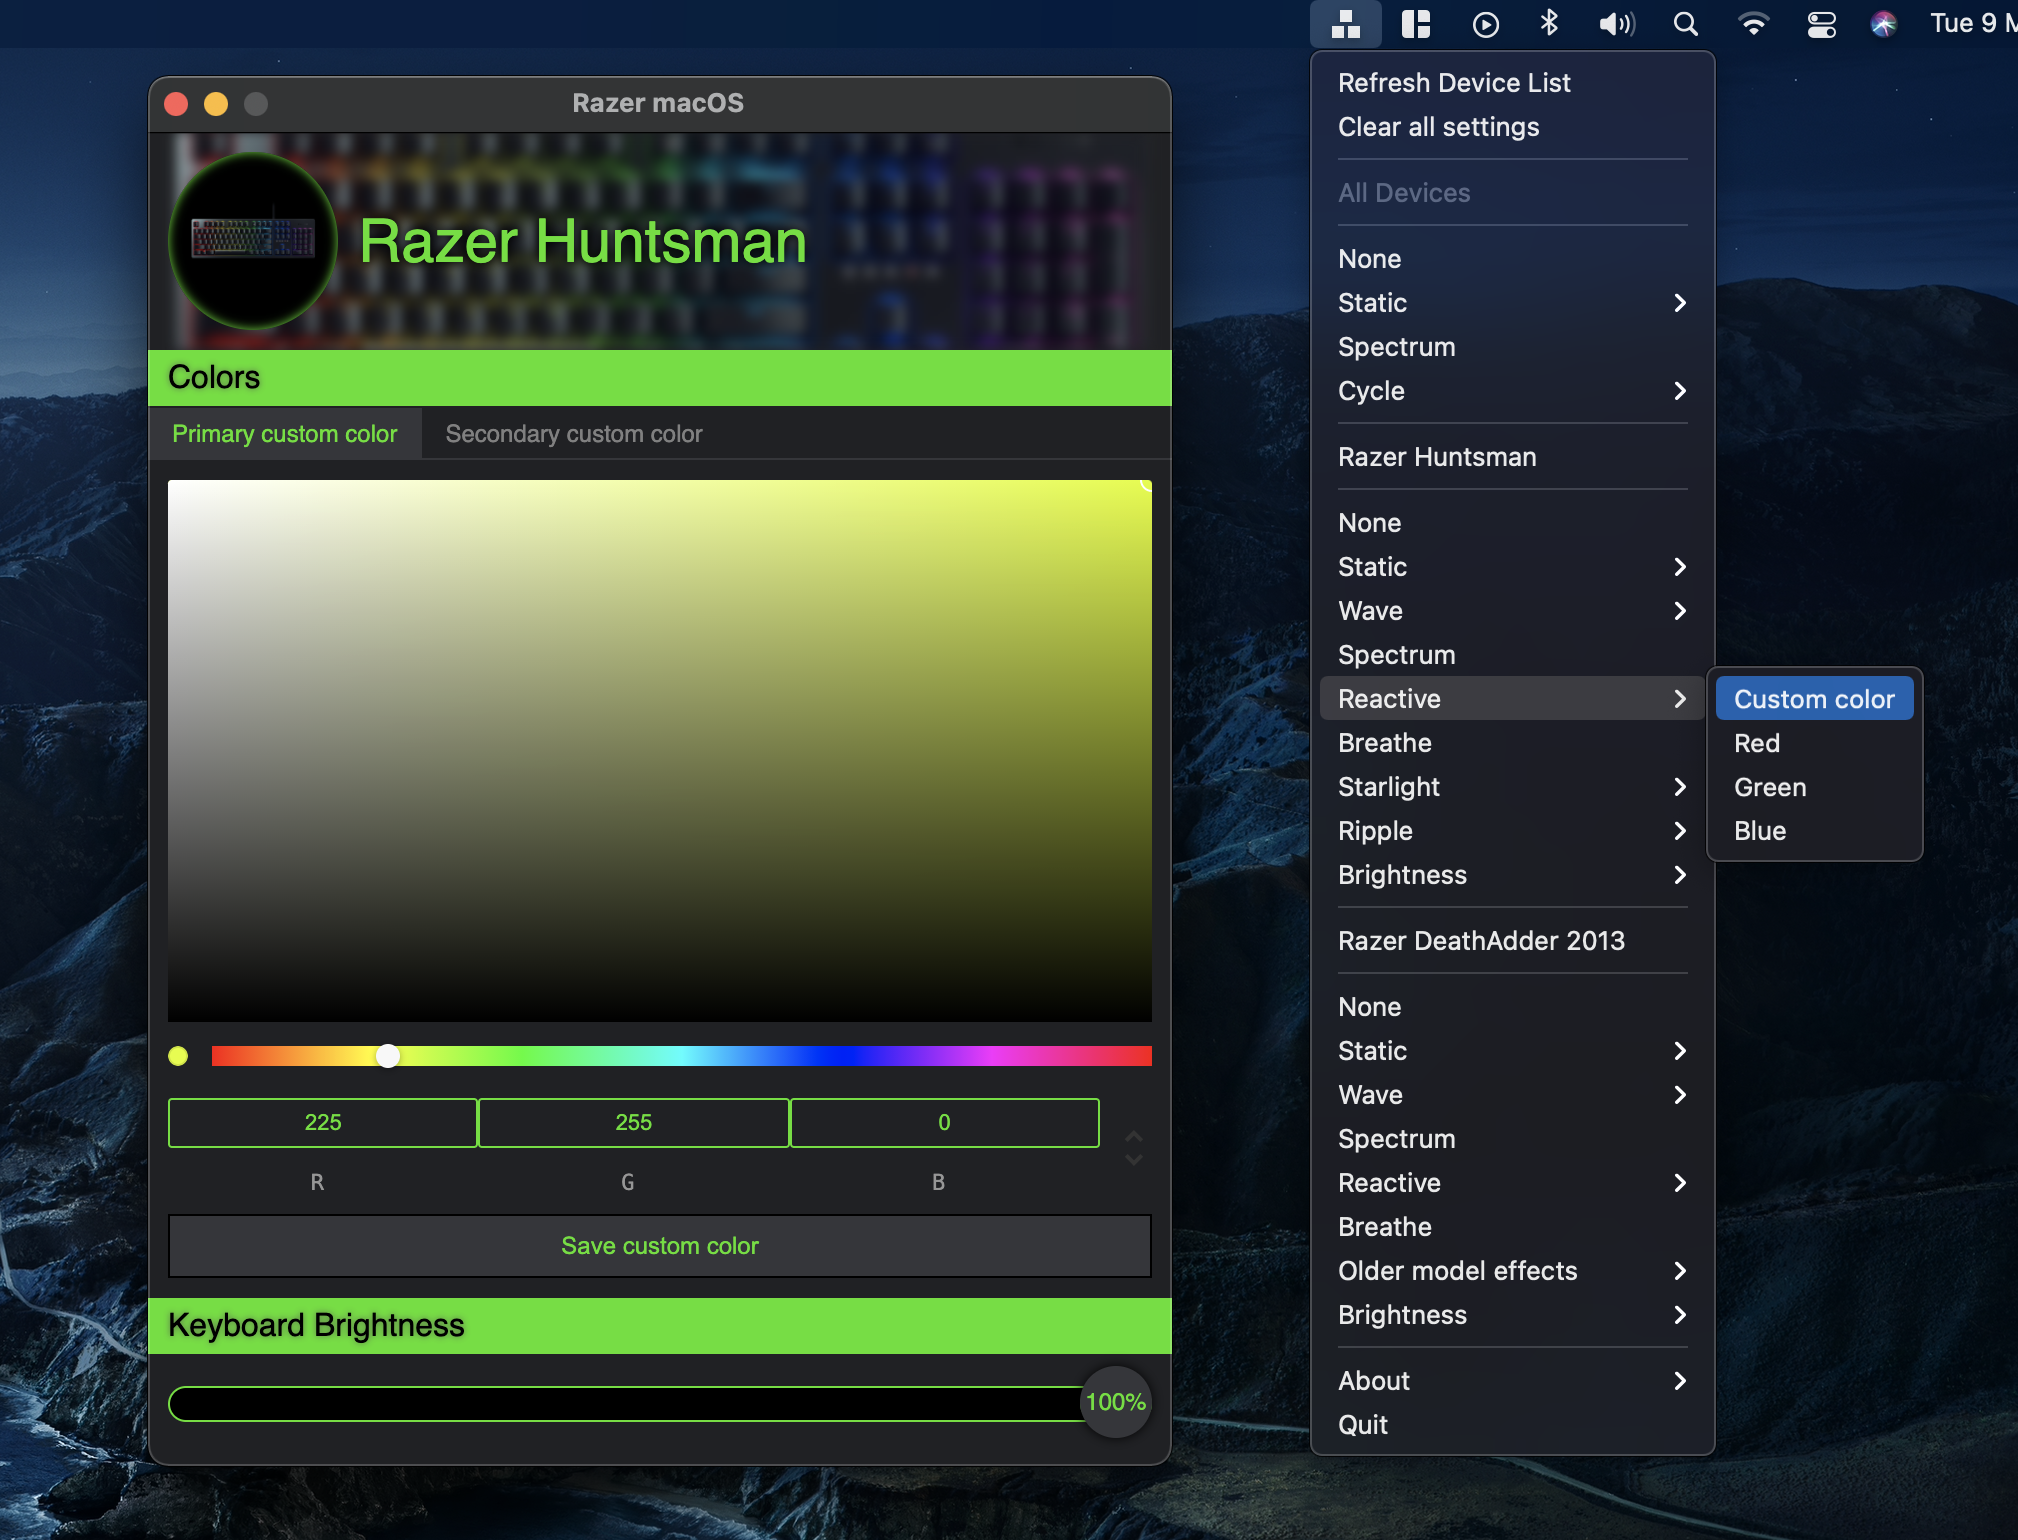 Tue 9 M
Razer macOS
Razer Huntsman
Colors
Primary custom color
Secondary custom color
225
255
0
R
G
B
Save custom color
Keyboard Brightness
100%
Refresh Device List
Clear all settings
All Devices
None
Static
Spectrum
Cycle
Razer Huntsman
None
Static
Wave
Spectrum
Reactive
Breathe
Starlight
Ripple
Brightness
Razer DeathAdder 2013
None
Static
Wave
Spectrum
Reactive
Breathe
Older model effects
Brightness
About
Quit
Custom color
Red
Green
Blue